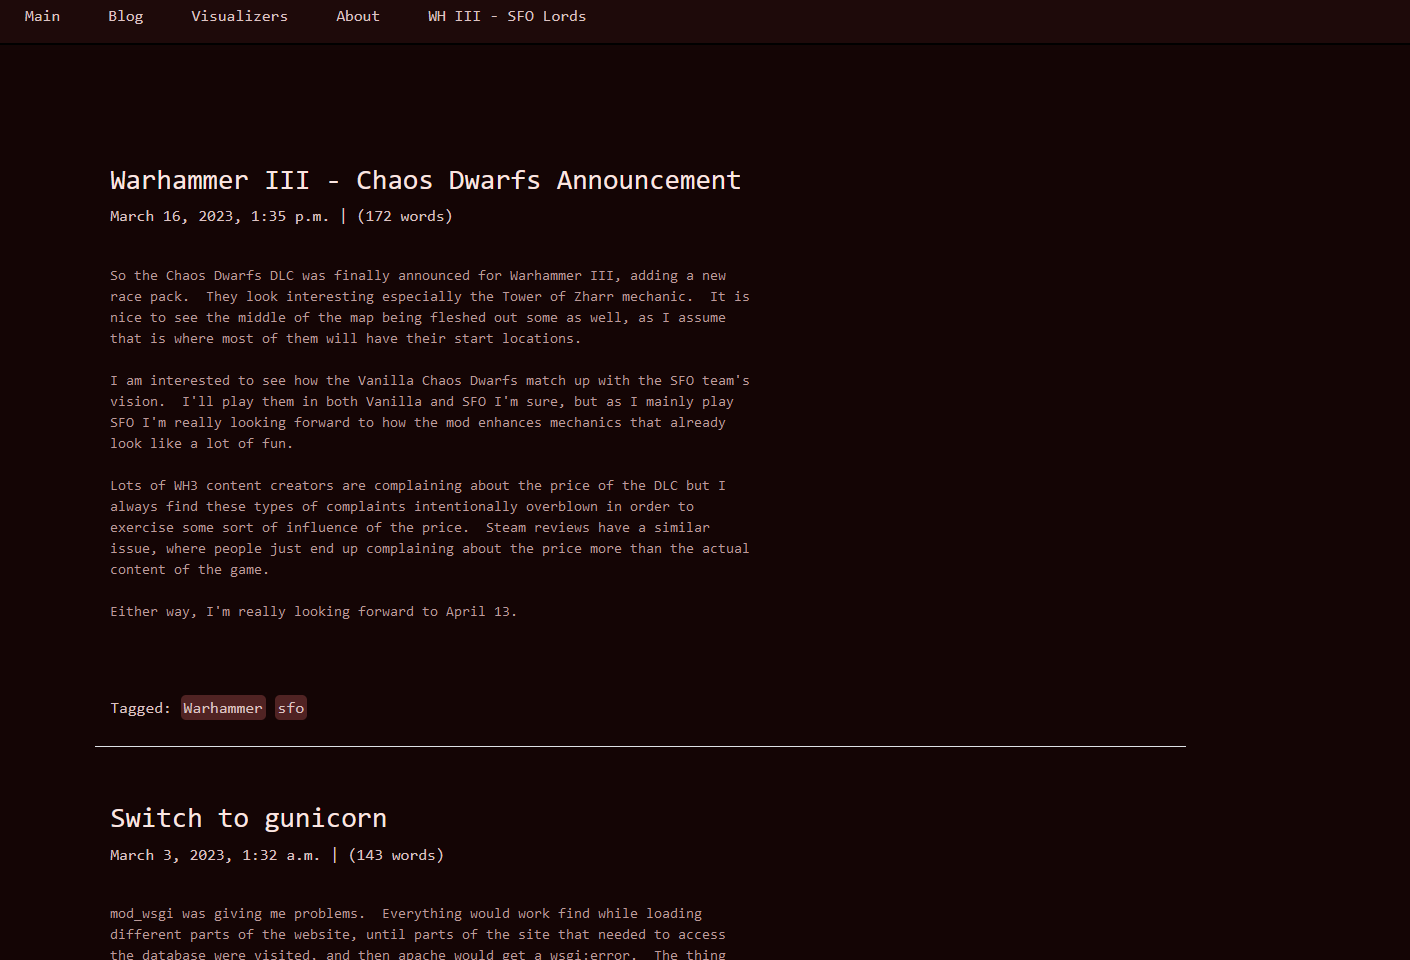 Main Blog Visualizers About WH III - SFO Lords
Warhammer III - Chaos Dwarfs Announcement
March 16, 2023, 1:35 p.m. | (172 words)
So the Chaos Dwarfs DLC was finally announced for Warhammer III, adding a new
race pack.  They look interesting especially the Tower of Zharr mechanic.  It is
nice to see the middle of the map being fleshed out some as well, as I assume
that is where most of them will have their start locations.
I am interested to see how the Vanilla Chaos Dwarfs match up with the SFO team's
vision.  I'll play them in both Vanilla and SFO I'm sure, but as I mainly play
SFO I'm really looking forward to how the mod enhances mechanics that already
look like a lot of fun.
Lots of WH3 content creators are complaining about the price of the DLC but I
always find these types of complaints intentionally overblown in order to
exercise some sort of influence of the price.  Steam reviews have a similar
issue, where people just end up complaining about the price more than the actual
content of the game.
Either way, I'm really looking forward to April 13.
Tagged: Warhammer sfo
Switch to gunicorn
March 3, 2023, 1:32 a.m. | (143 words)
mod_wsgi was giving me problems.  Everything would work find while loading
different parts of the website, until parts of the site that needed to access
the database were visited, and then apache would get a wsgi:error.  The thing